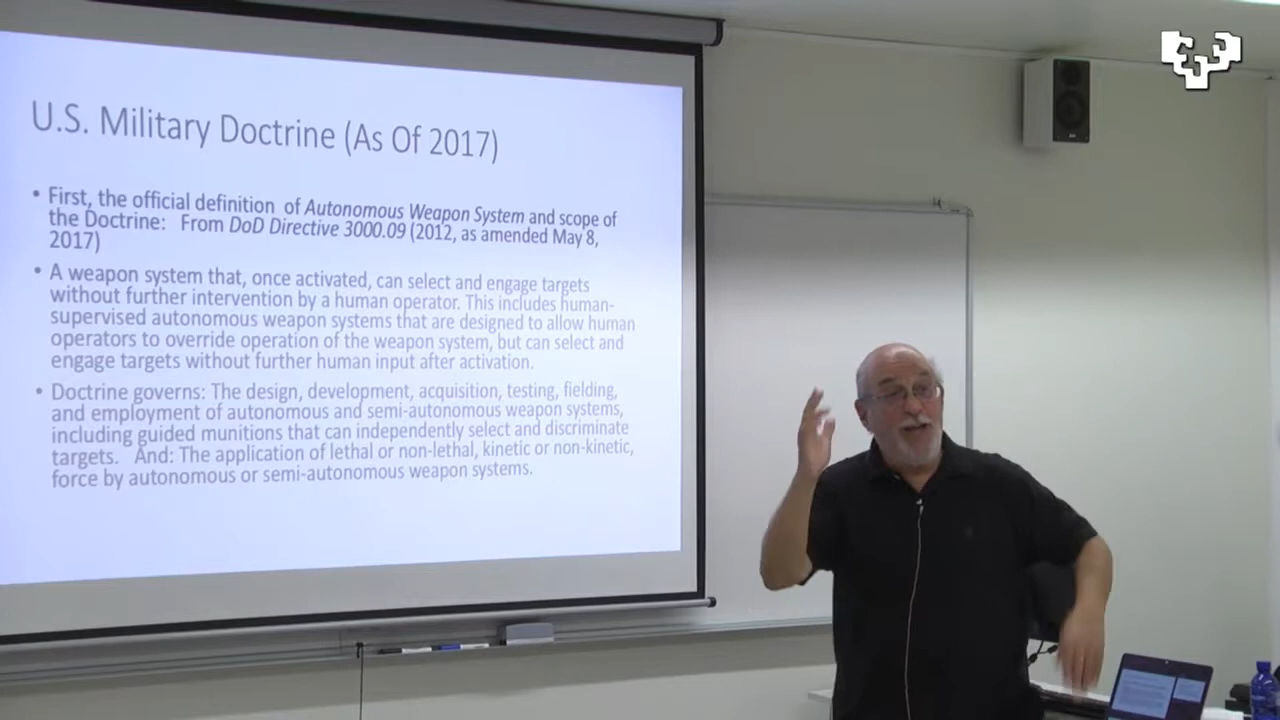 U.S. Military Doctrine (As Of 2017)
• First, the official definition of Autonomous Weapon System and scope of
the Doctrine: From DoD Directive 3000.09 (2012, as amended May 8,
2017)
• A weapon system that, once activated, can select and engage targets
without further intervention by a human operator. This includes human-
supervised autonomous weapon systems that are designed to allow human
operators to override operation of the weapon system, but can select and
engage targets without further human input after activation.
• Doctrine governs: The design, development, acquisition, testing, fielding,
and employment of autonomous and semi-autonomous weapon systems,
including guided munitions that can independently select and discriminate
targets. And: The application of lethal or non-lethal, kinetic or non-kinetic,
force by autonomous or semi-autonomous weapon systems.